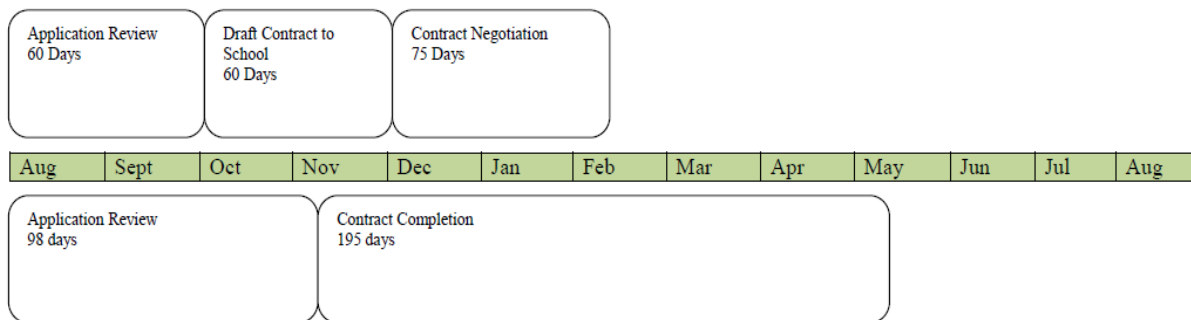 Application Review
60 Days
Draft Contract to
School
60 Days
Contract Negotiation
75 Days
Aug Sept Oct Nov Dec Jan Feb Mar Apr May Jun Jul Aug
Application Review
98 days
Contract Completion
195 days